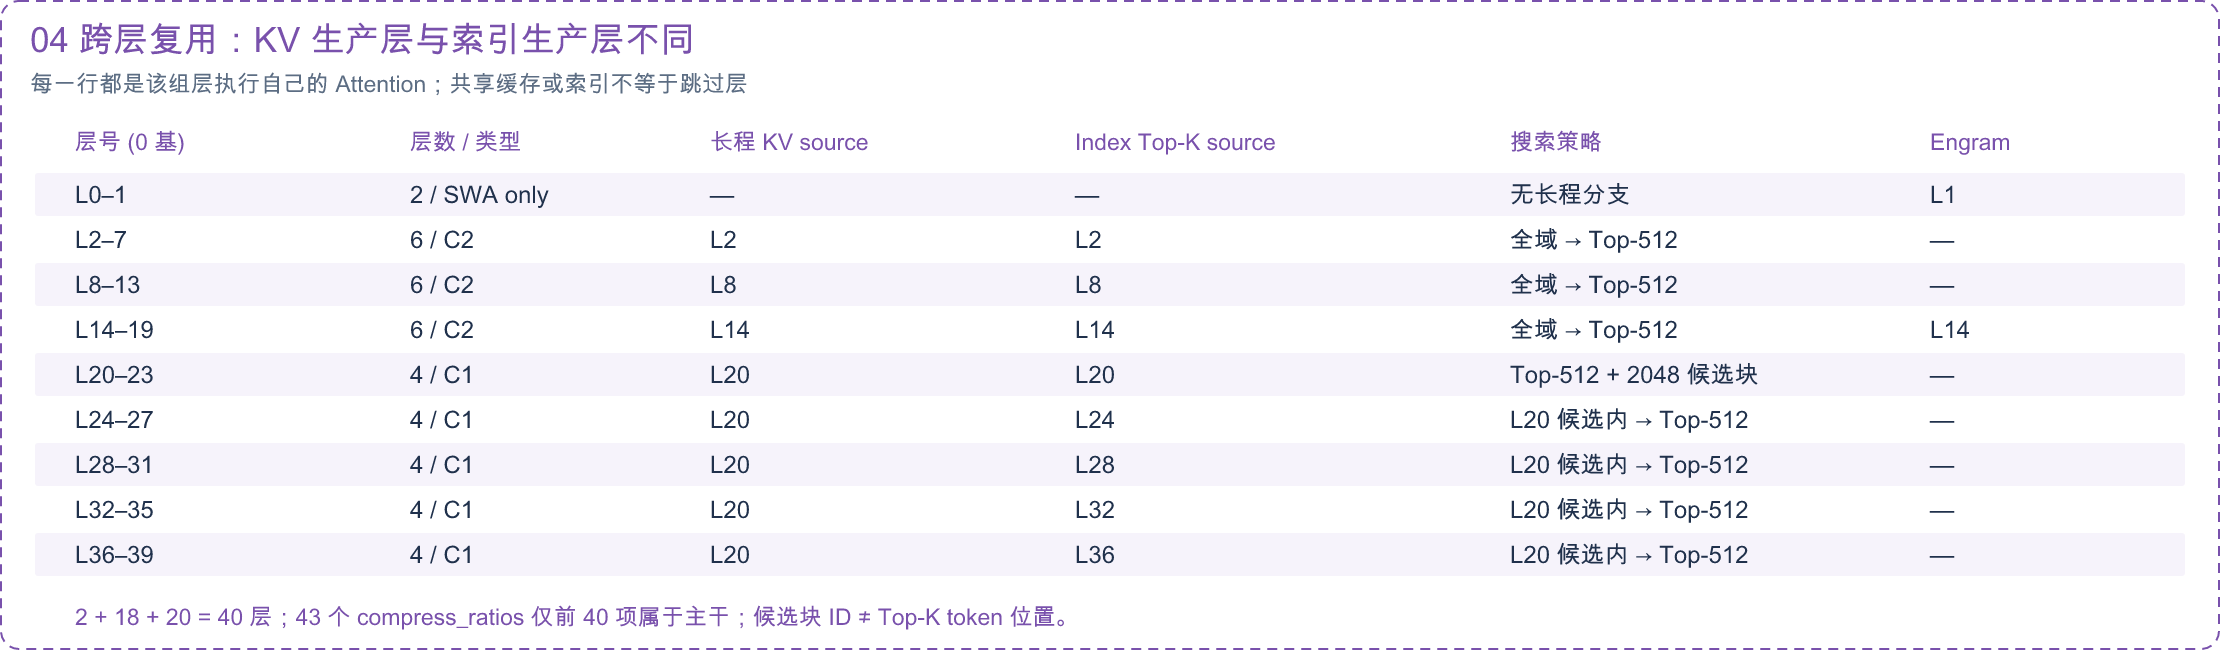 04 跨层复用：KV 生产层与索引生产层不同
每一行都是该组层执行自己的 Attention；共享缓存或索引不等于跳过层
层号 (0 基) 层数 / 类型 长程 KV source Index Top-K source 搜索策略 Engram
L0–1 2 / SWA only — — 无长程分支 L1
L2–7 6 / C2 L2 L2 全域 → Top-512 —
L8–13 6 / C2 L8 L8 全域 → Top-512 —
L14–19 6 / C2 L14 L14 全域 → Top-512 L14
L20–23 4 / C1 L20 L20 Top-512 + 2048 候选块 —
L24–27 4 / C1 L20 L24 L20 候选内 → Top-512 —
L28–31 4 / C1 L20 L28 L20 候选内 → Top-512 —
L32–35 4 / C1 L20 L32 L20 候选内 → Top-512 —
L36–39 4 / C1 L20 L36 L20 候选内 → Top-512 —
2 + 18 + 20 = 40 层；43 个 compress_ratios 仅前 40 项属于主干；候选块 ID ≠ Top-K token 位置。